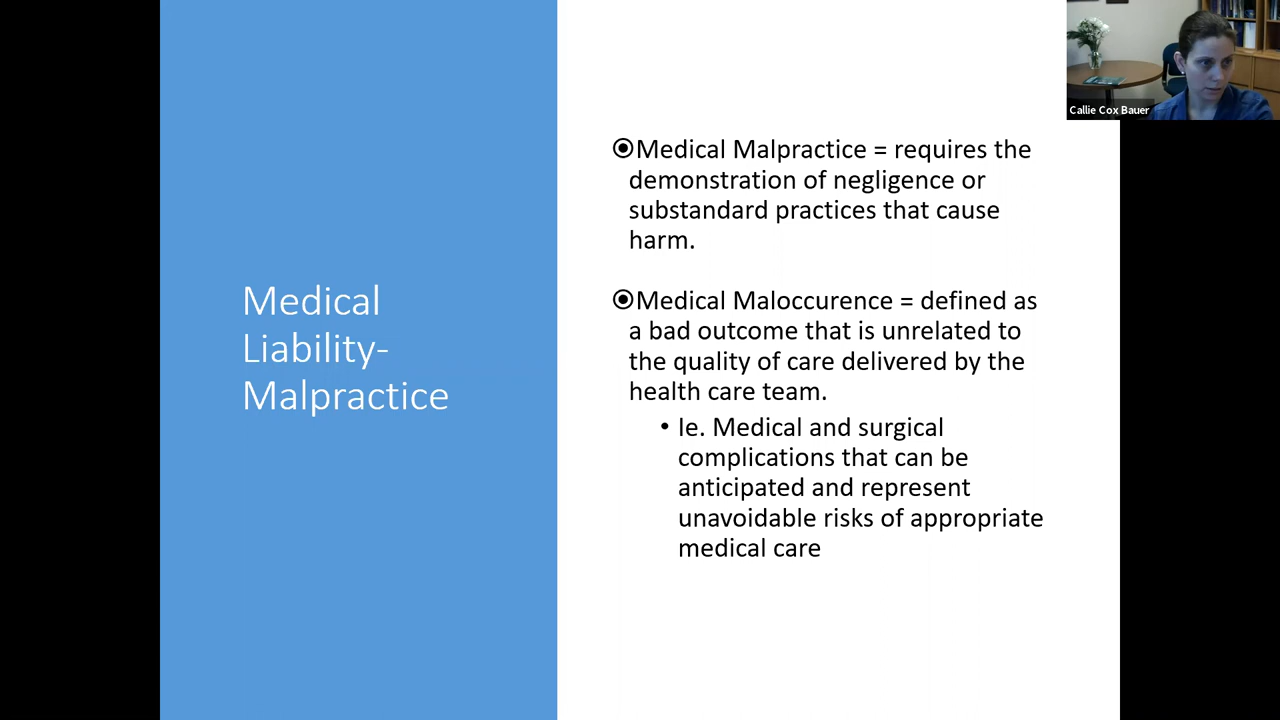 Callie Cox Bauer
Medical
Liability-
Malpractice
Medical Malpractice = requires the
demonstration of negligence or
substandard practices that cause
harm.
Medical Maloccurence = defined as
a bad outcome that is unrelated to
the quality of care delivered by the
health care team.
• Ie. Medical and surgical
complications that can be
anticipated and represent
unavoidable risks of appropriate
medical care